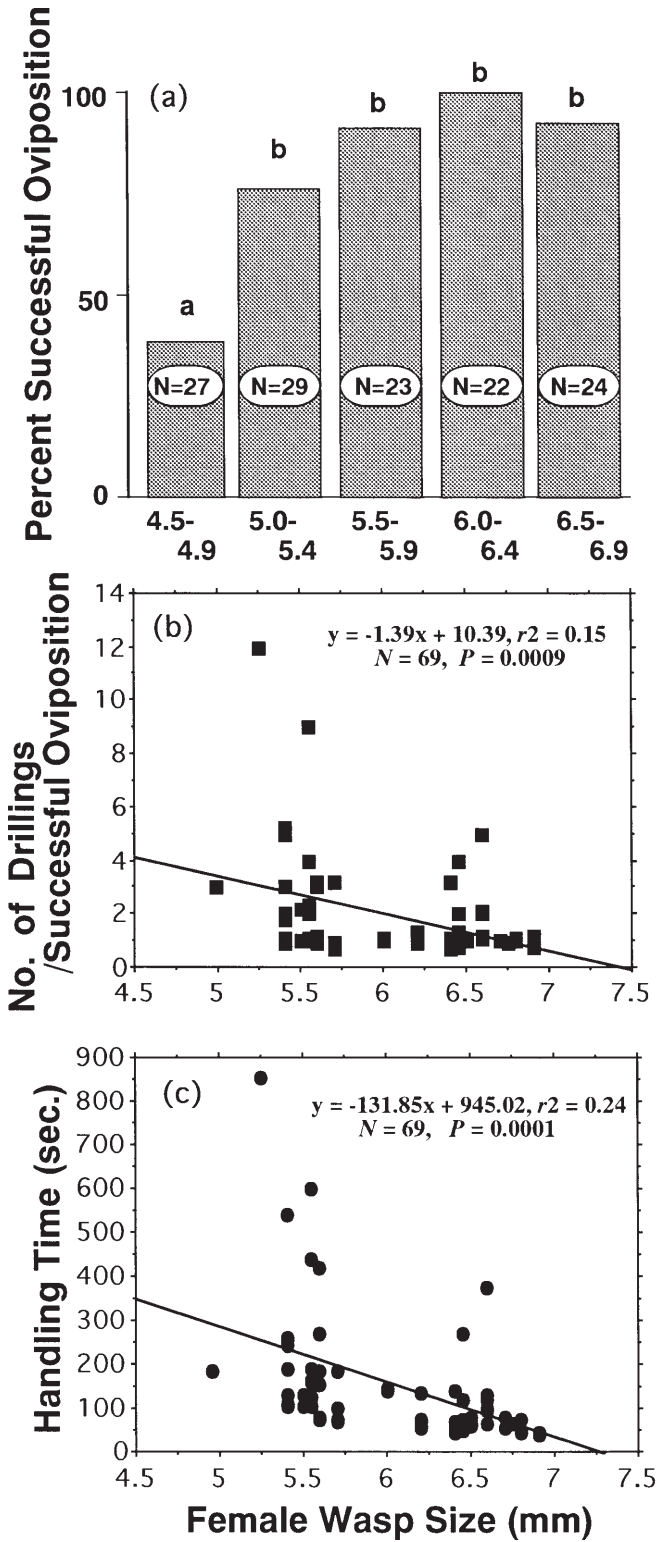 Percent Successful Oviposition
(a)
100
50
0
a
b
b
b
b
N=27
N=29
N=23
N=22
N=24
4.5-
4.9
5.0-
5.4
5.5-
5.9
6.0-
6.4
6.5-
6.9
No. of Drillings
/Successful Oviposition
(b)
y = -1.39x + 10.39, r2 = 0.15
N = 69, P = 0.0009
14
12
10
8
6
4
2
0
4.5
5
5.5
6
6.5
7
7.5
Handling Time (sec.)
(c)
y = -131.85x + 945.02, r2 = 0.24
N = 69, P = 0.0001
900
800
700
600
500
400
300
200
100
0
4.5
5
5.5
6
6.5
7
7.5
Female Wasp Size (mm)